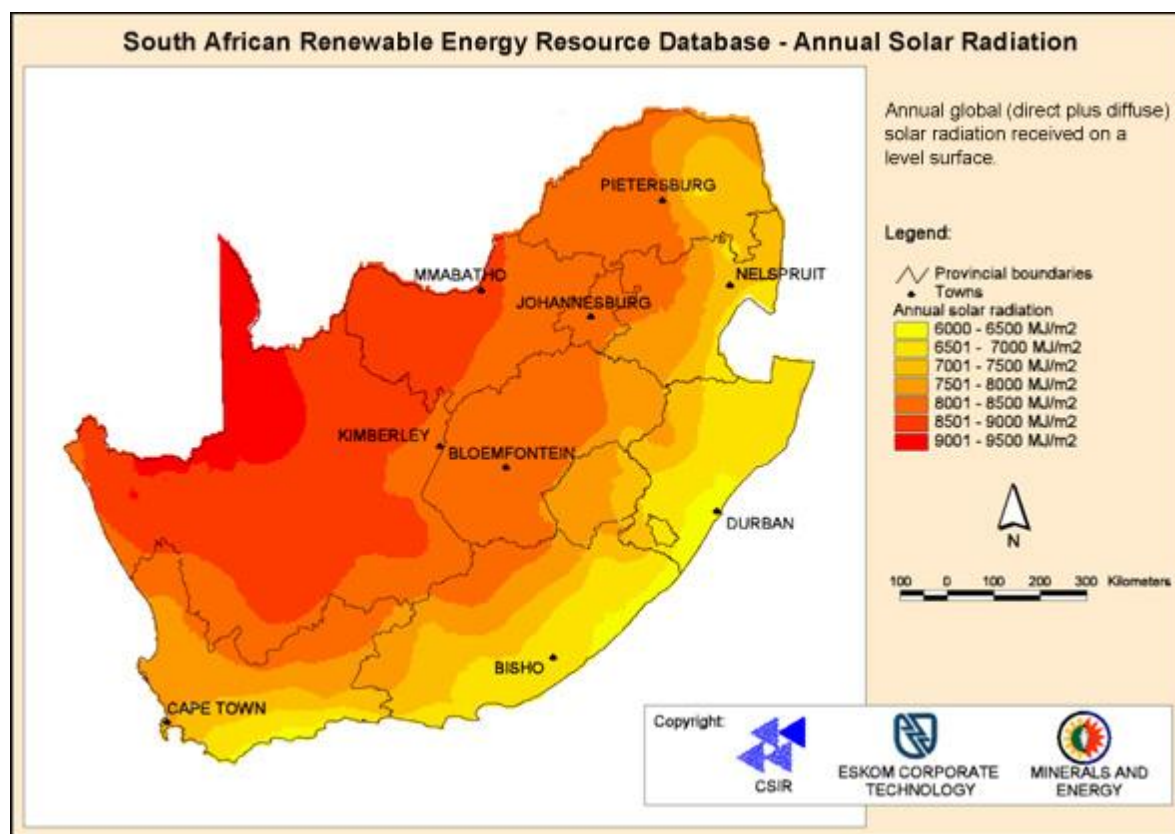 South African Renewable Energy Resource Database - Annual Solar Radiation
Annual global (direct plus diffuse)
solar radiation received on a
level surface.
PIETERSBURG
MMABATHO
NELSPRUIT
JOHANNESBURG
KIMBERLEY
BLOEMFONTEIN
DURBAN
BISHO
CAPE TOWN
Legend:
Provincial boundaries
Towns
Annual solar radiation
6000 - 6500 MJ/m2
6501 - 7000 MJ/m2
7001 - 7500 MJ/m2
7501 - 8000 MJ/m2
8001 - 8500 MJ/m2
8501 - 9000 MJ/m2
9001 - 9500 MJ/m2
N
100 0 100 200 300 Kilometers
Copyright:
CSIR
ESKOM CORPORATE
TECHNOLOGY
MINERALS AND
ENERGY